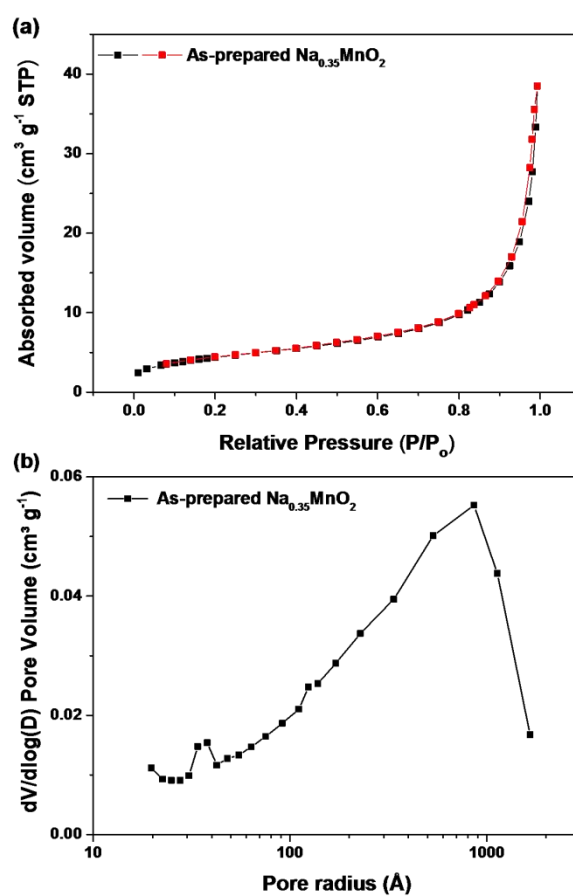 (a)
As-prepared Na0.35MnO2
Absorbed volume (cm³ g⁻¹ STP)
40
30
20
10
0
0.0 0.2 0.4 0.6 0.8 1.0
Relative Pressure (P/Po)
(b)
As-prepared Na0.35MnO2
dV/dlog(D) Pore Volume (cm³ g⁻¹)
0.06
0.04
0.02
0.00
10 100 1000
Pore radius (Å)